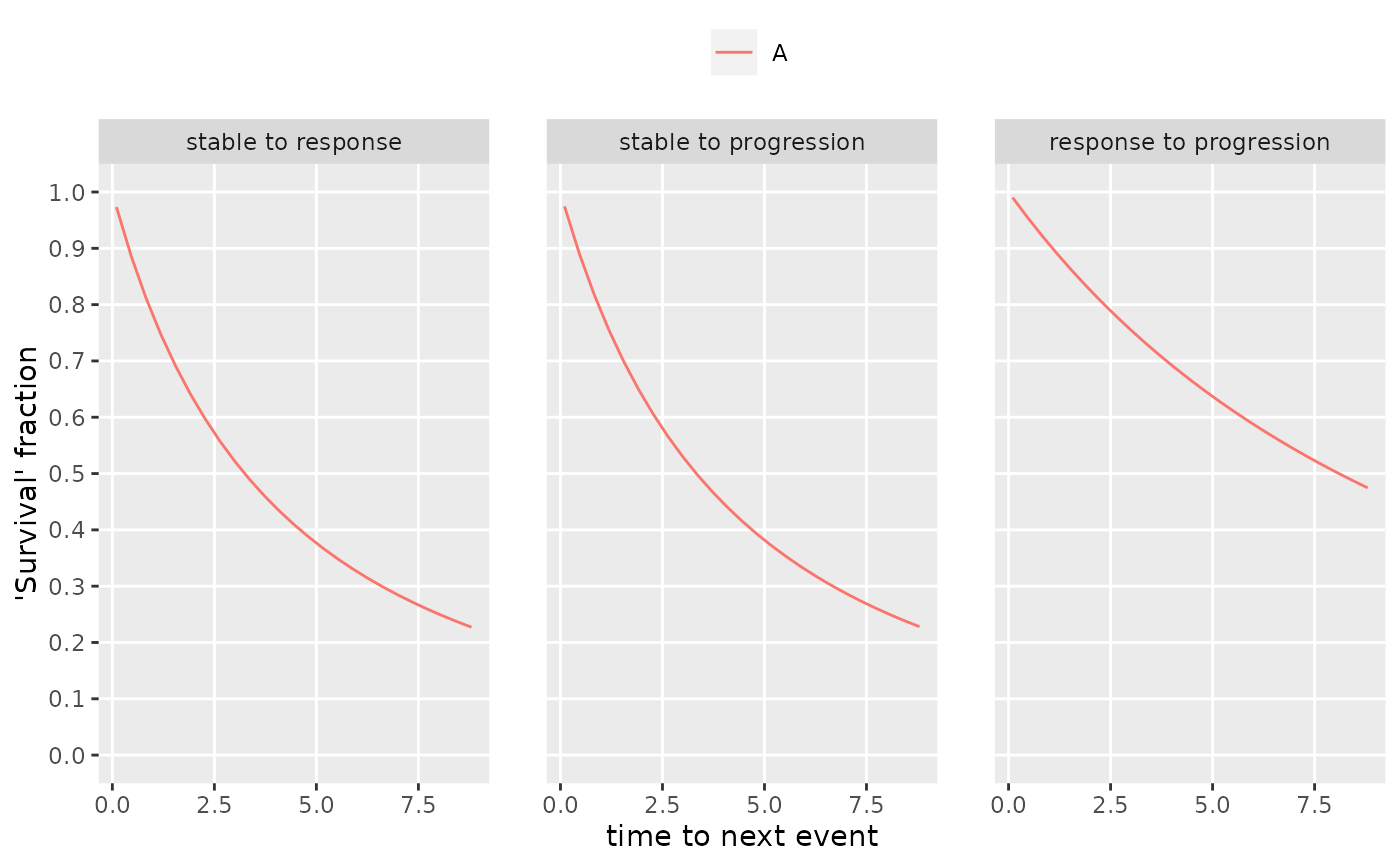 A
stable to response
stable to progression
response to progression
'Survival' fraction
1.0
0.9
0.8
0.7
0.6
0.5
0.4
0.3
0.2
0.1
0.0
0.0 2.5 5.0 7.5
0.0 2.5 5.0 7.5
0.0 2.5 5.0 7.5
time to next event